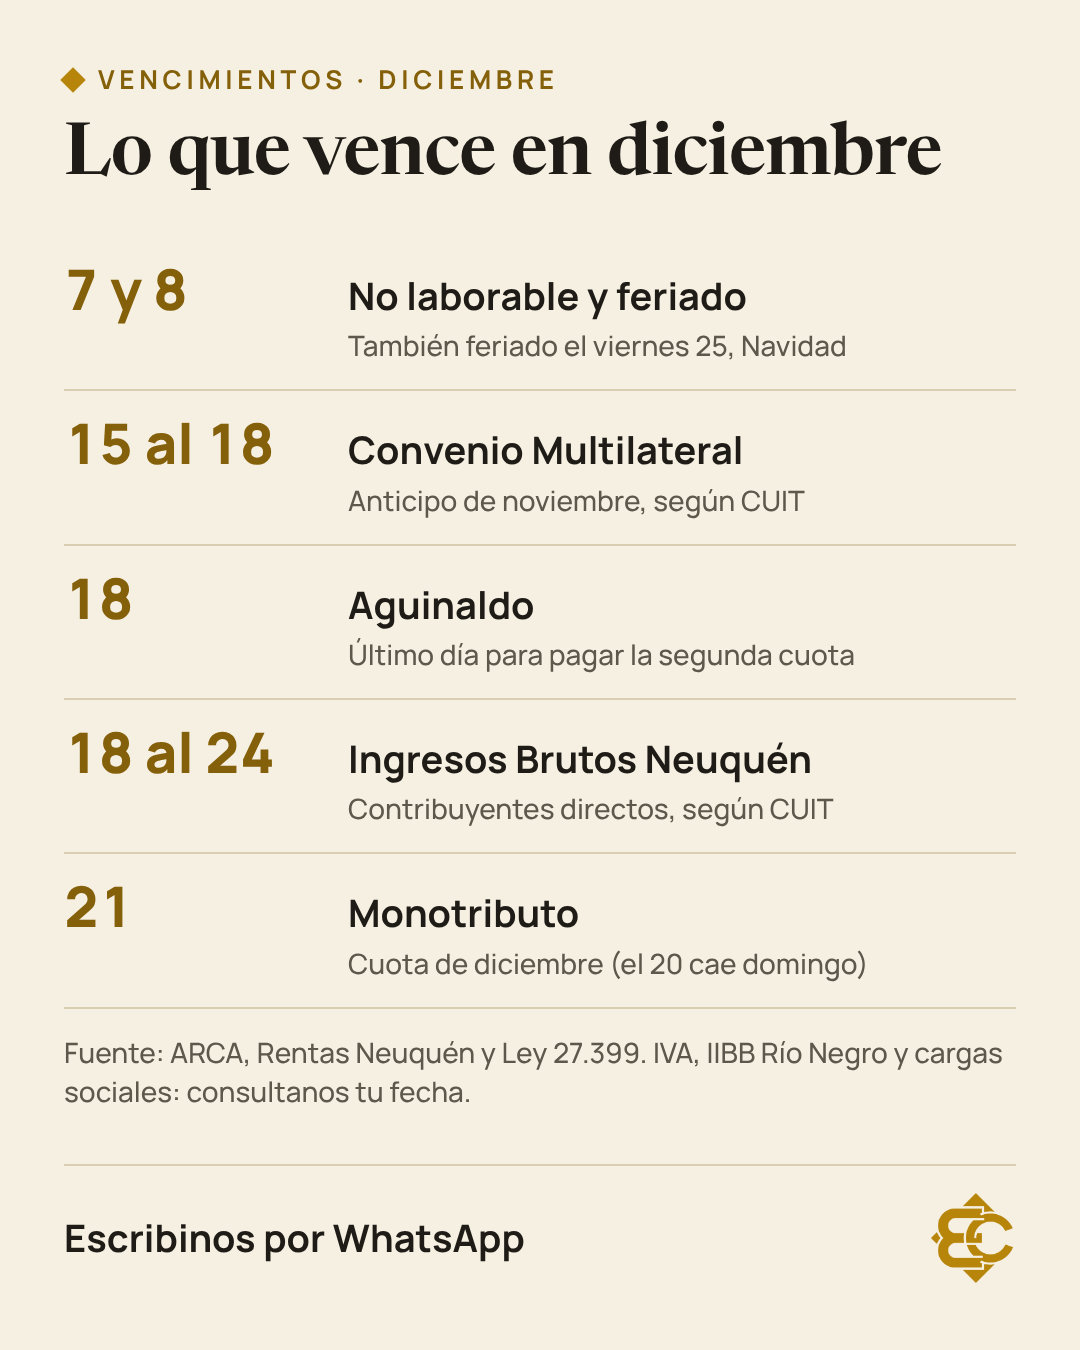 VENCIMIENTOS · DICIEMBRE
Lo que vence en diciembre
7 y 8
No laborable y feriado
También feriado el viernes 25, Navidad
15 al 18
Convenio Multilateral
Anticipo de noviembre, según CUIT
18
Aguinaldo
Último día para pagar la segunda cuota
18 al 24
Ingresos Brutos Neuquén
Contribuyentes directos, según CUIT
21
Monotributo
Cuota de diciembre (el 20 cae domingo)
Fuente: ARCA, Rentas Neuquén y Ley 27.399. IVA, IIBB Río Negro y cargas
sociales: consultanos tu fecha.
Escribinos por WhatsApp
EC